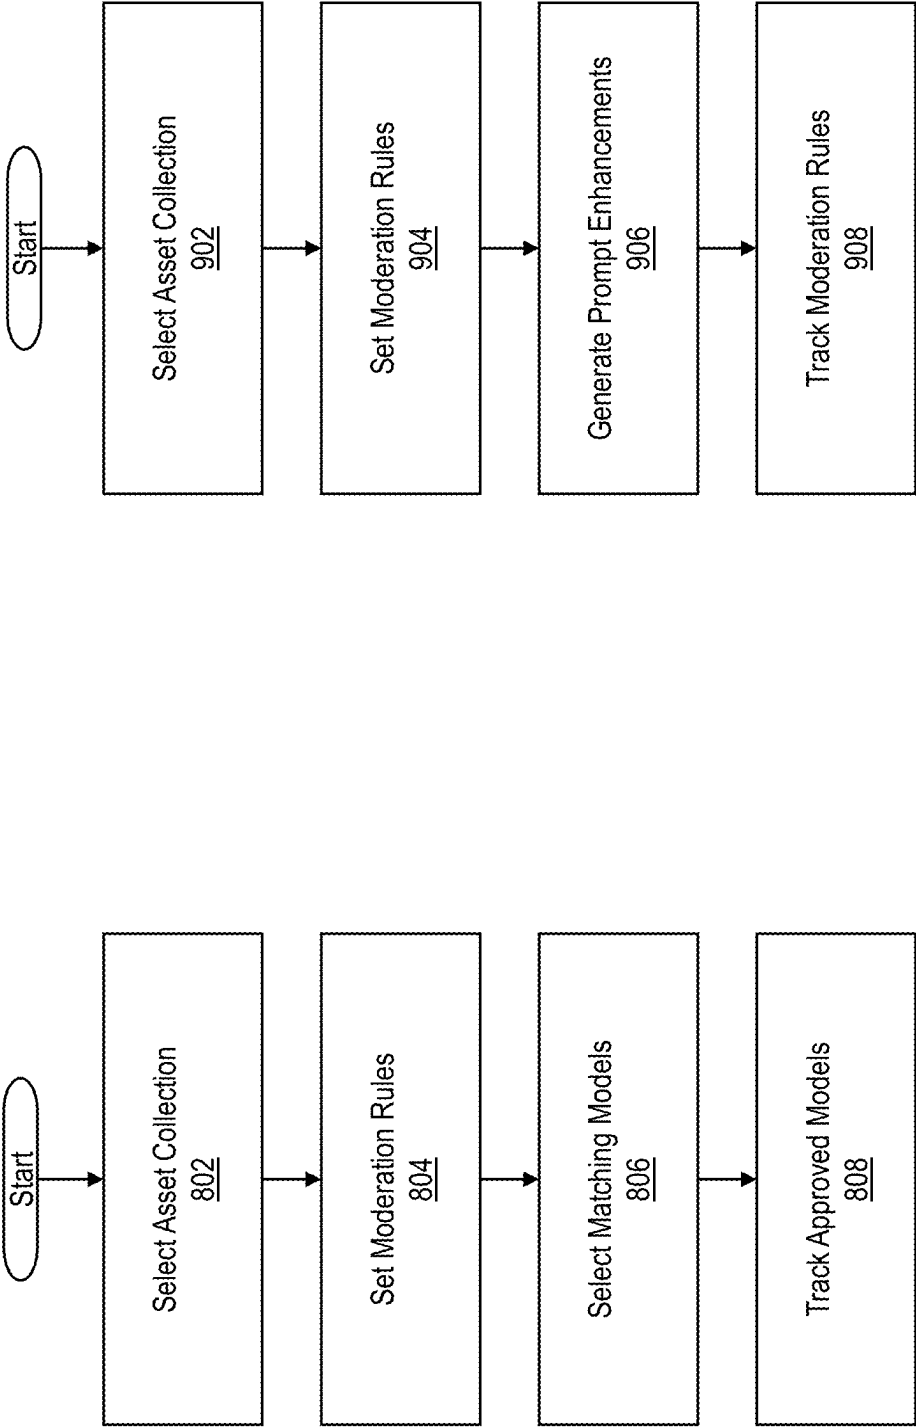 Start
Select Asset Collection
802
Set Moderation Rules
804
Select Matching Models
806
Track Approved Models
808
Start
Select Asset Collection
902
Set Moderation Rules
904
Generate Prompt Enhancements
906
Track Moderation Rules
908